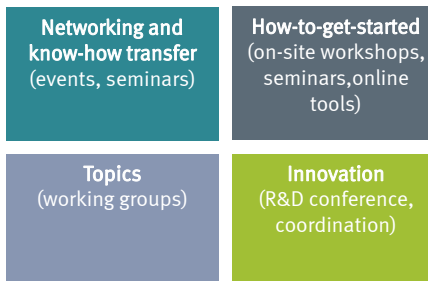 Networking and
know-how transfer
(events, seminars)
How-to-get-started
(on-site workshops,
seminars,online
tools)
Topics
(working groups)
Innovation
(R&D conference,
coordination)